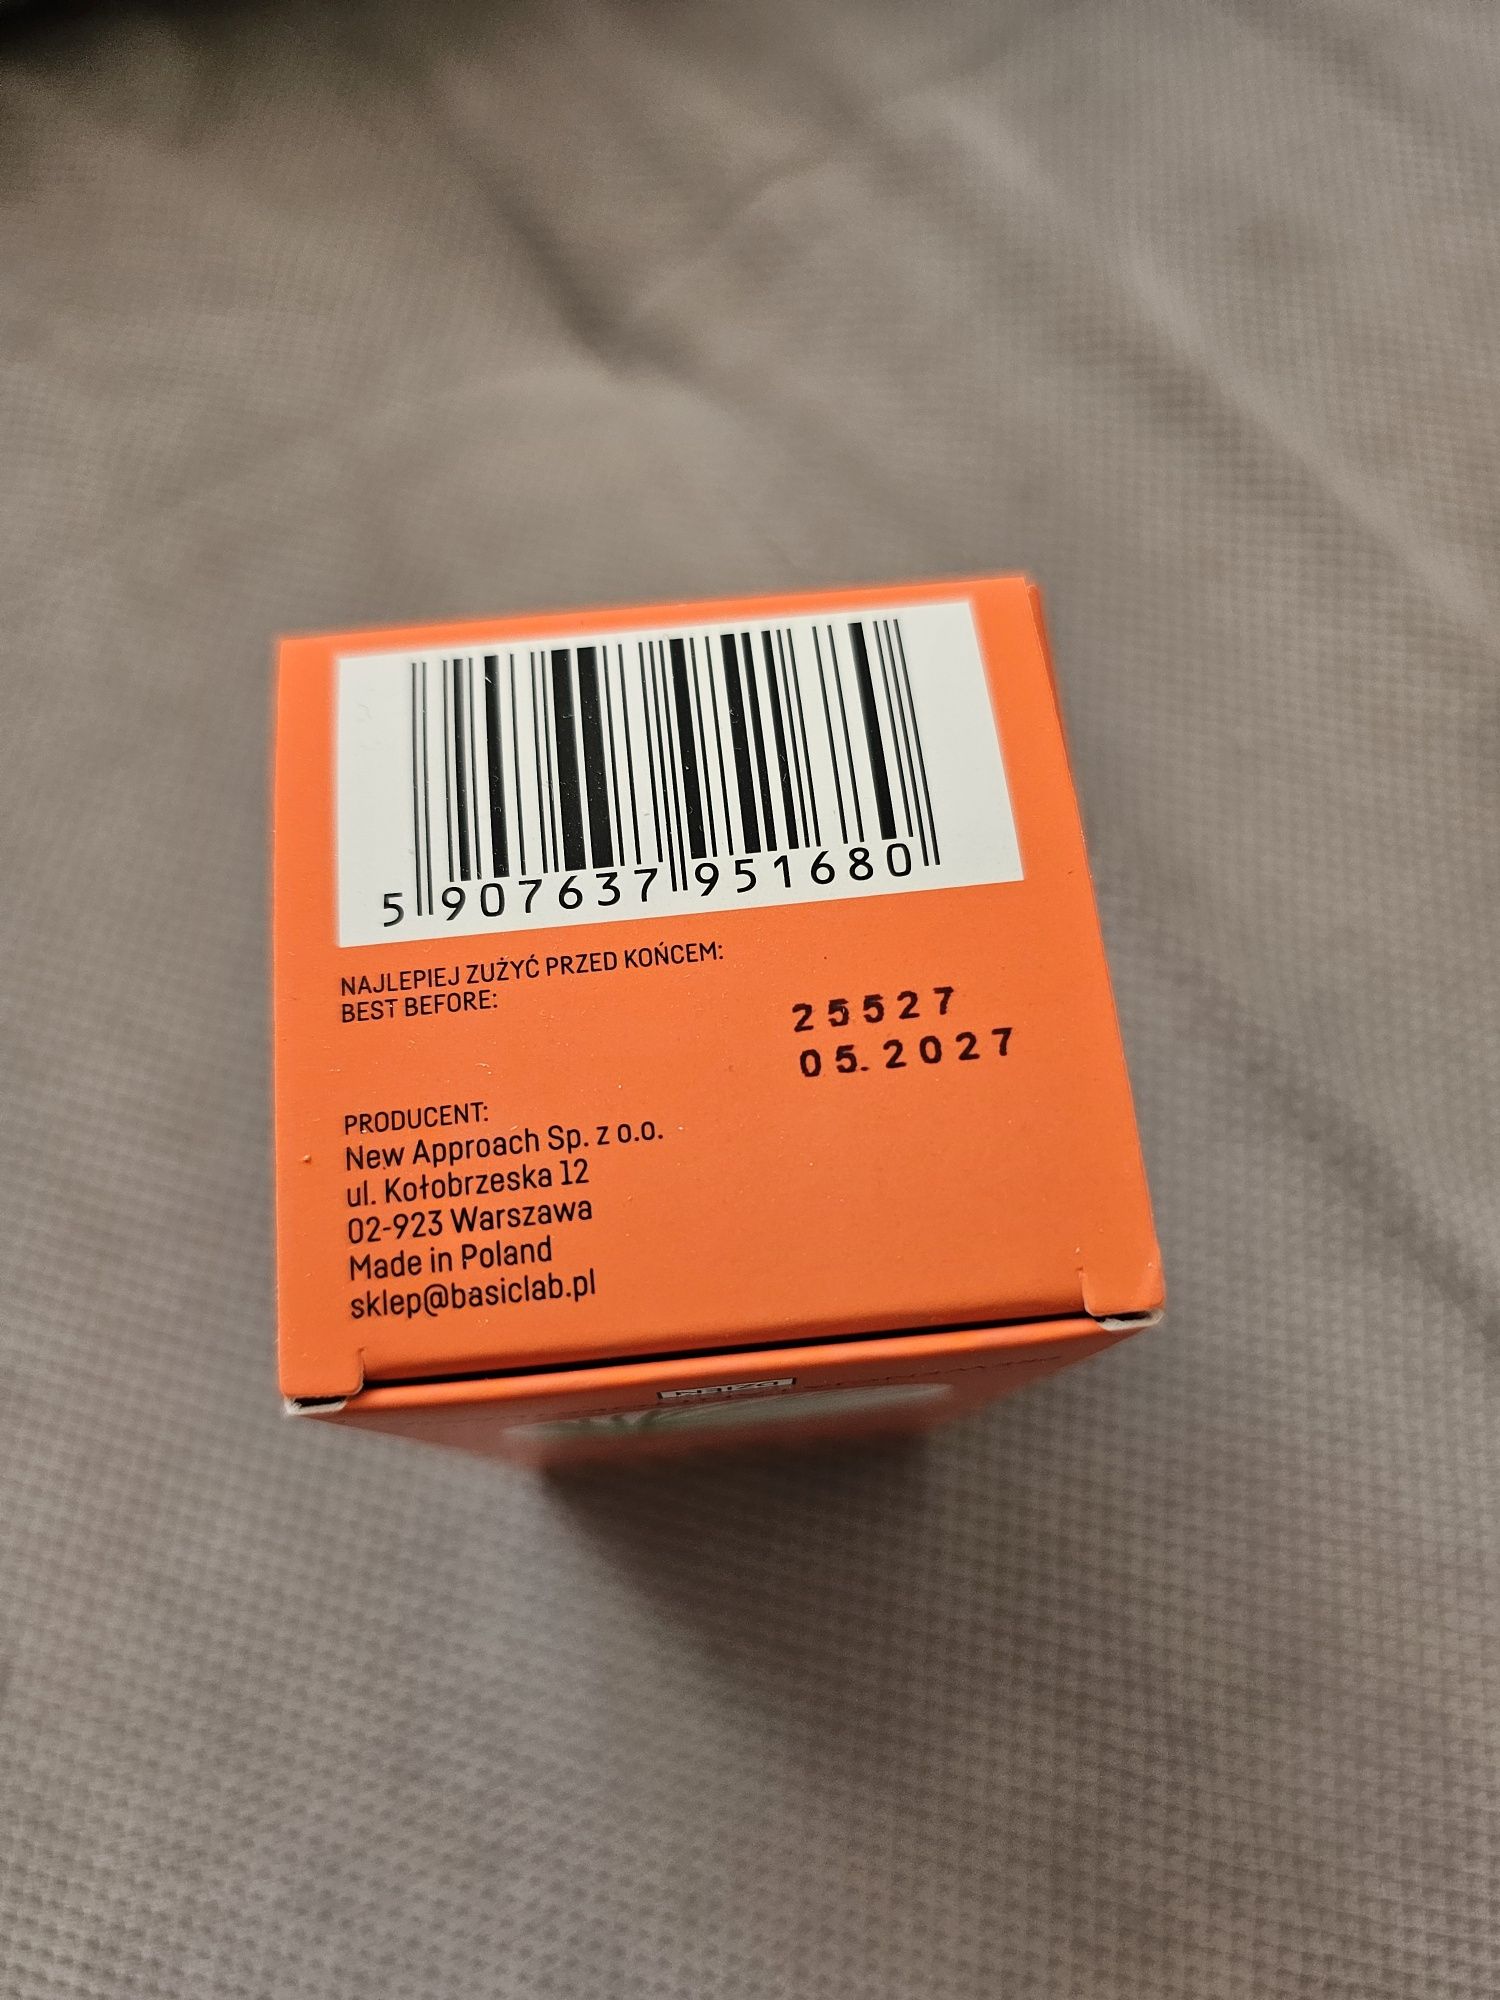 5 907637 951680
NAJLEPIEJ ZUŻYĆ PRZED KOŃCEM:
BEST BEFORE:
25527
05.2027
PRODUCENT:
New Approach Sp. z o.o.
ul. Kołobrzeska 12
02-923 Warszawa
Made in Poland
sklep@basiclab.pl
DZIEŃ